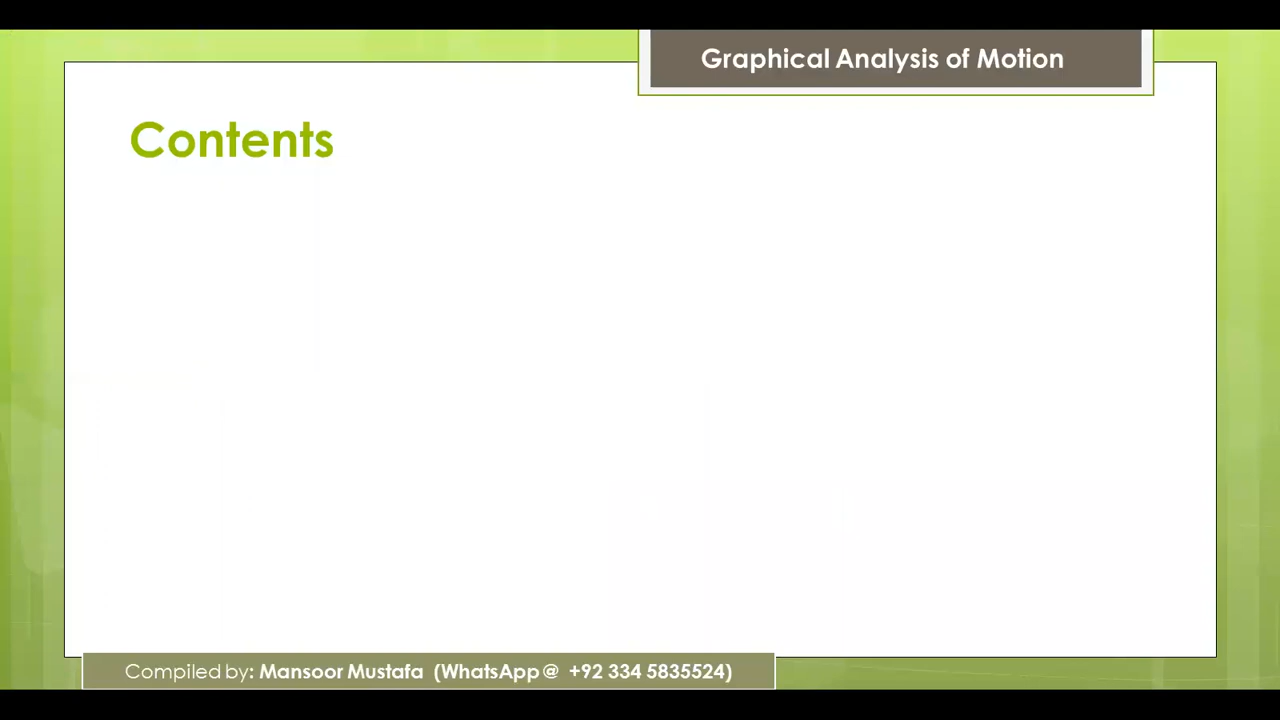 Graphical Analysis of Motion
Contents
Compiled by: Mansoor Mustafa (WhatsApp@ +92 334 5835524)